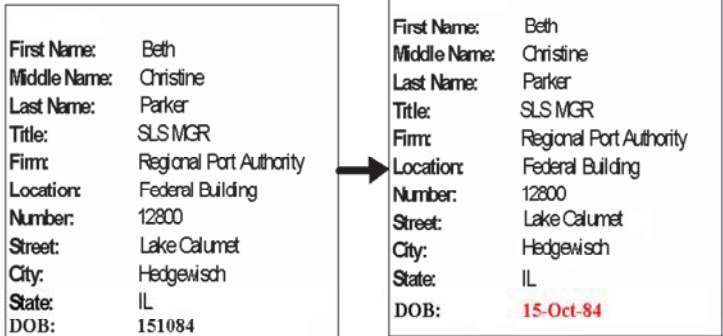 First Name: Beth
Middle Name: Christine
Last Name: Parker
Title: SLS MGR
Firm: Regional Port Authority
Location: Federal Building
Number: 12800
Street: Lake Calumet
City: Hedgewisch
State: IL
DOB: 151084
First Name: Beth
Middle Name: Christine
Last Name: Parker
Title: SLS MGR
Firm: Regional Port Authority
Location: Federal Building
Number: 12800
Street: Lake Calumet
City: Hedgewisch
State: IL
DOB: 15-Oct-84